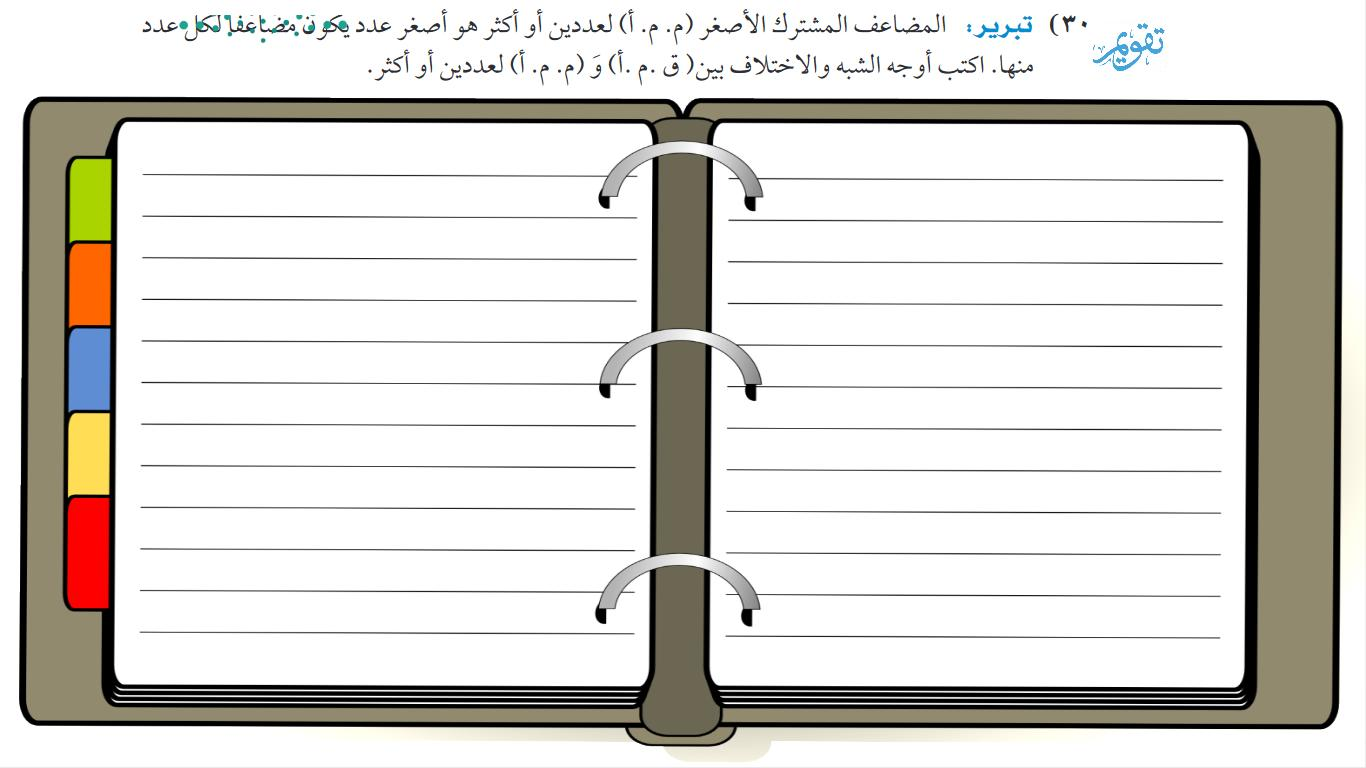 تقويم
٣٠) تبرير: المضاعف المشترك الأصغر (م. م. أ) لعددين أو أكثر هو أصغر عدد يكون مضاعفا لكل عدد
منها. اكتب أوجه الشبه والاختلاف بين( ق .م .أ) وَ (م. م. أ) لعددين أو أكثر.